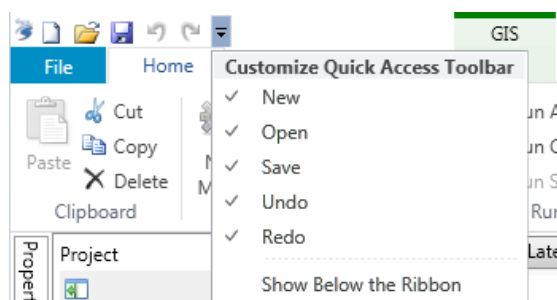 GIS
File
Home
Customize Quick Access Toolbar
New
Open
Save
Undo
Redo
Show Below the Ribbon
Cut
Copy
Delete
Paste
Clipboard
Project